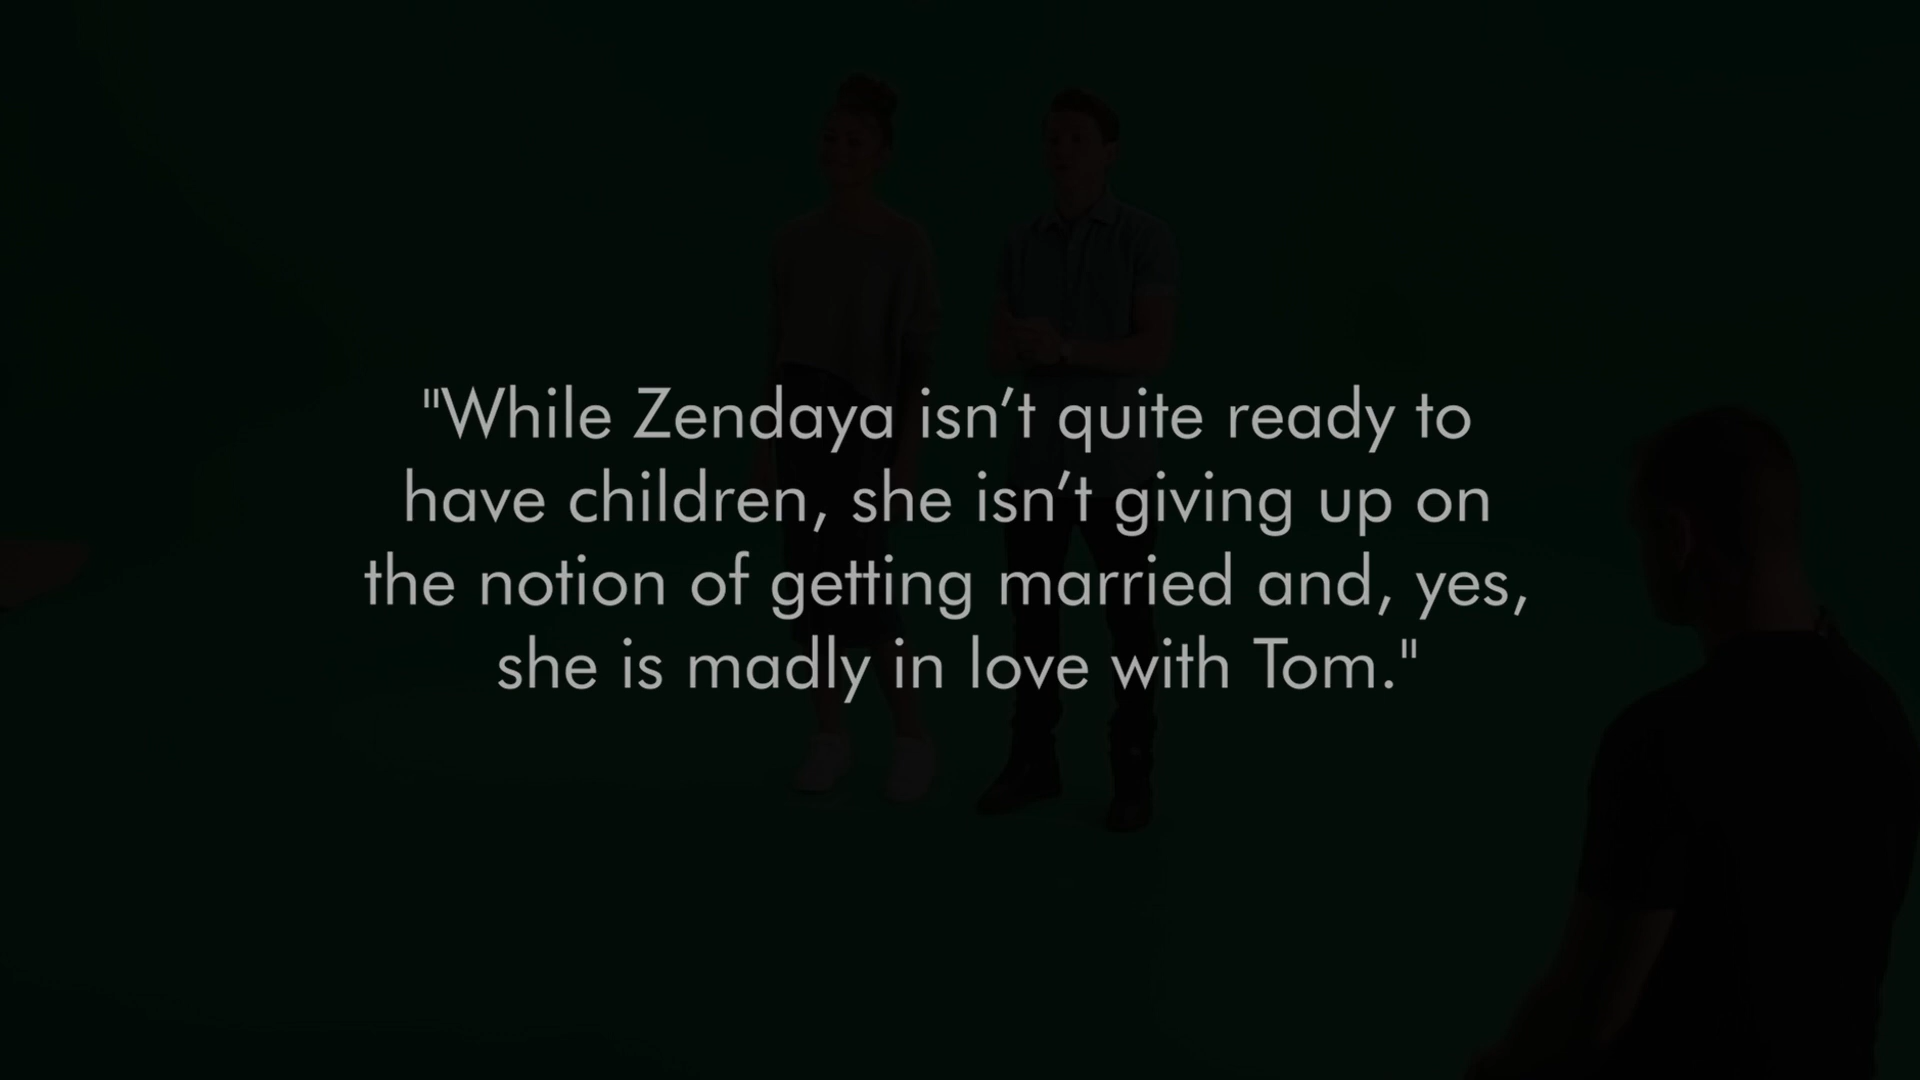 "While Zendaya isn’t quite ready to
have children, she isn’t giving up on
the notion of getting married and, yes,
she is madly in love with Tom."